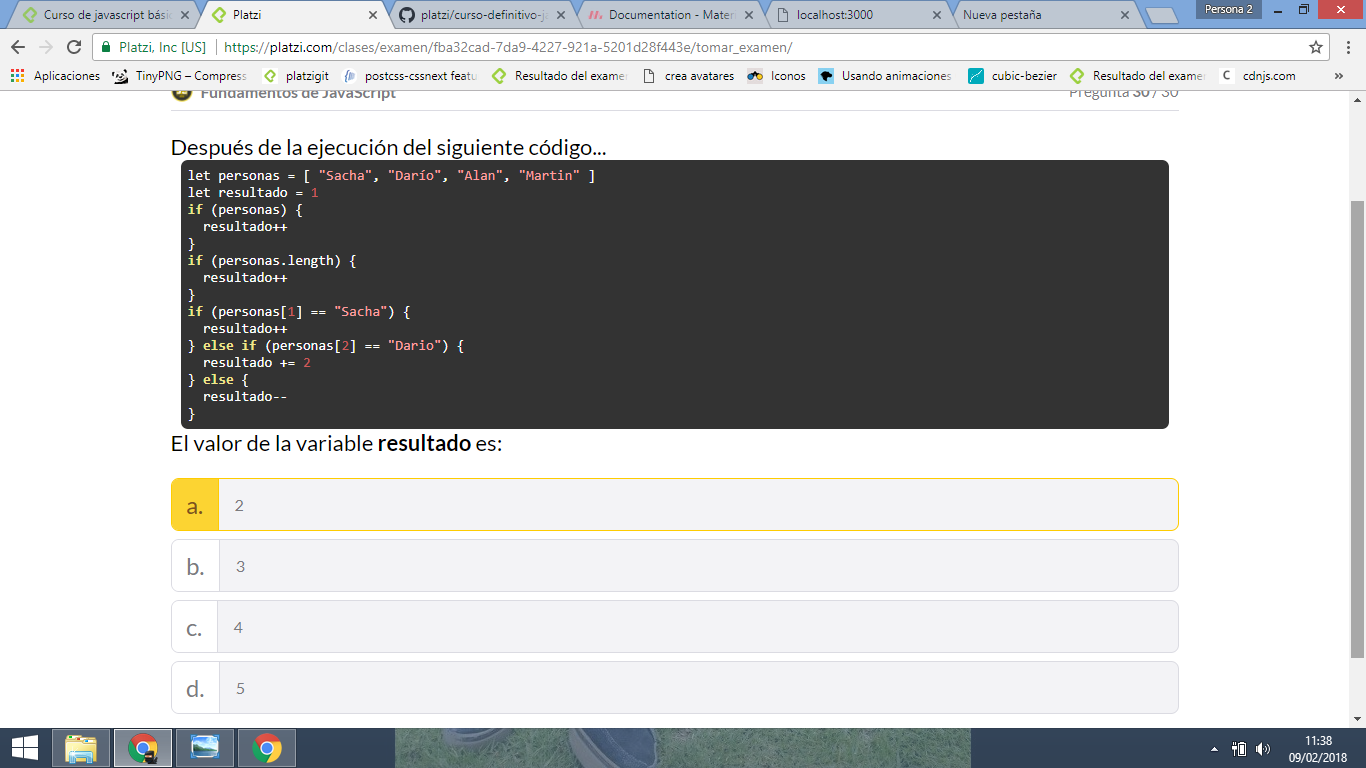 Curso de javascript bási
Platzi
platzi/curso-definitivo-j
Documentation - Mater
localhost:3000
Nueva pestaña
Persona 2
Platzi, Inc [US]
https://platzi.com/clases/examen/fba32cad-7da9-4227-921a-5201d28f443e/tomar_examen/
Aplicaciones
TinyPNG – Compress
platzigit
postcss-cssnext featu
Resultado del exame
crea avatares
Iconos
Usando animaciones
cubic-bezier
Resultado del exame
C cdnjs.com
»
Fundamentos de JavaScript
Pregunta 30 / 30
Después de la ejecución del siguiente código...
let personas = [ "Sacha", "Darío", "Alan", "Martin" ]
let resultado = 1
if (personas) {
  resultado++
}
if (personas.length) {
  resultado++
}
if (personas[1] == "Sacha") {
  resultado++
} else if (personas[2] == "Dario") {
  resultado += 2
} else {
  resultado--
}
El valor de la variable resultado es:
a. 2
b. 3
c. 4
d. 5
11:38
09/02/2018